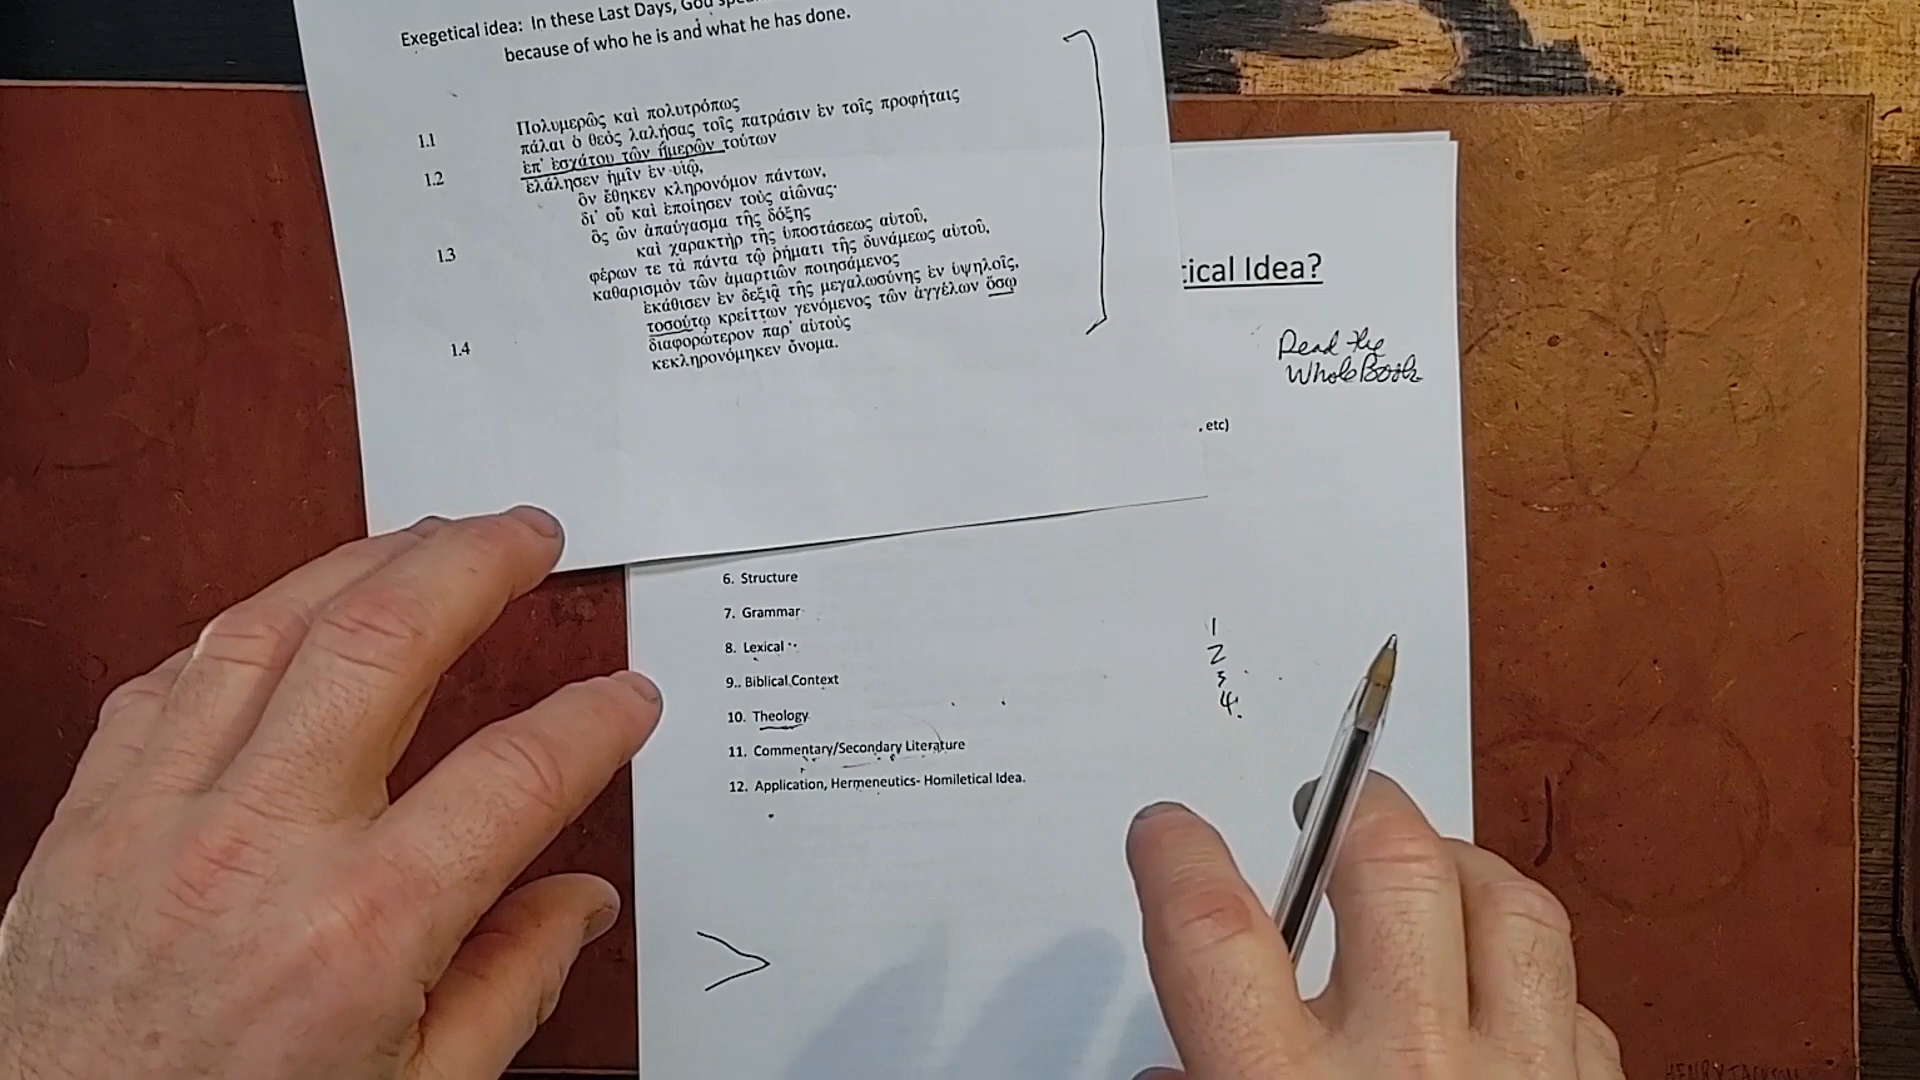 Exegetical idea: In these Last Days, God
because of who he is and what he has done.
1.1 Πολυμερῶς καὶ πολυτρόπως
πάλαι ὁ θεὸς λαλήσας τοῖς πατράσιν ἐν τοῖς προφήταις
1.2 ἐπ' ἐσχάτου τῶν ἡμερῶν τούτων
ἐλάλησεν ἡμῖν ἐν υἱῷ,
ὃν ἔθηκεν κληρονόμον πάντων,
δι' οὗ καὶ ἐποίησεν τοὺς αἰῶνας·
1.3 ὃς ὢν ἀπαύγασμα τῆς δόξης
καὶ χαρακτὴρ τῆς ὑποστάσεως αὐτοῦ,
φέρων τε τὰ πάντα τῷ ῥήματι τῆς δυνάμεως αὐτοῦ,
καθαρισμὸν τῶν ἁμαρτιῶν ποιησάμενος
ἐκάθισεν ἐν δεξιᾷ τῆς μεγαλωσύνης ἐν ὑψηλοῖς,
1.4 τοσούτῳ κρείττων γενόμενος τῶν ἀγγέλων ὅσῳ
διαφορώτερον παρ' αὐτοὺς
κεκληρονόμηκεν ὄνομα.
tical Idea?
Read the
Whole Book
, etc)
6. Structure
7. Grammar
8. Lexical
9.. Biblical Context
10. Theology
11. Commentary/Secondary Literature
12. Application, Hermeneutics- Homiletical Idea.
1
2
3
4.
HENRY JACKSON